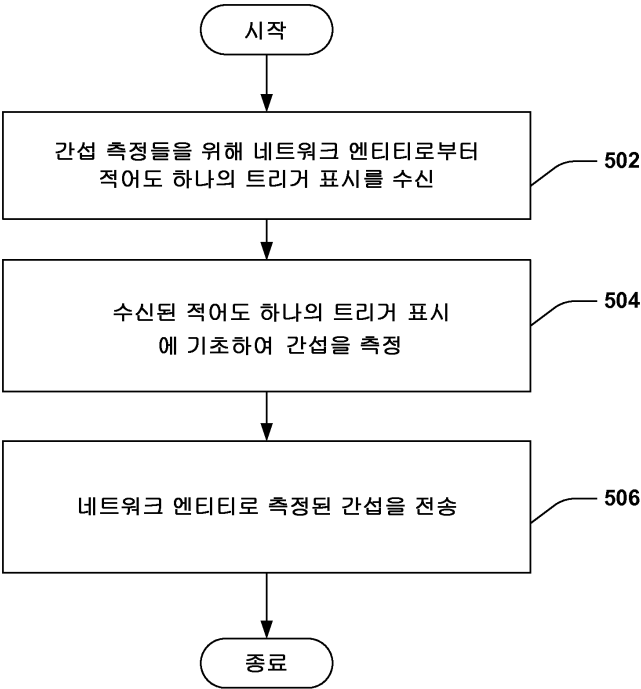 시작
간섭 측정들을 위해 네트워크 엔티티로부터
적어도 하나의 트리거 표시를 수신
502
수신된 적어도 하나의 트리거 표시
에 기초하여 간섭을 측정
504
네트워크 엔티티로 측정된 간섭을 전송
506
종료